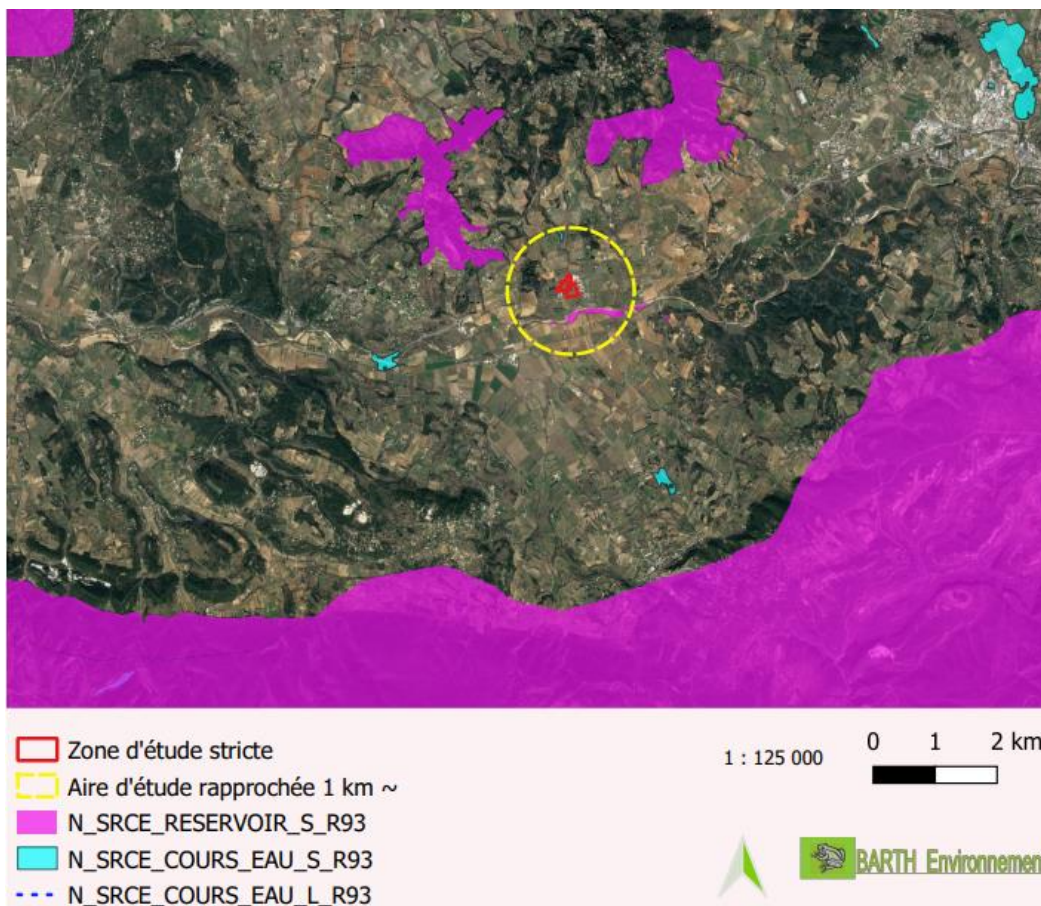 Zone d'étude stricte
Aire d'étude rapprochée 1 km ~
N_SRCE_RESERVOIR_S_R93
N_SRCE_COURS_EAU_S_R93
N_SRCE_COURS_EAU_L_R93
1 : 125 000
0 1 2 km
BARTH Environnemen